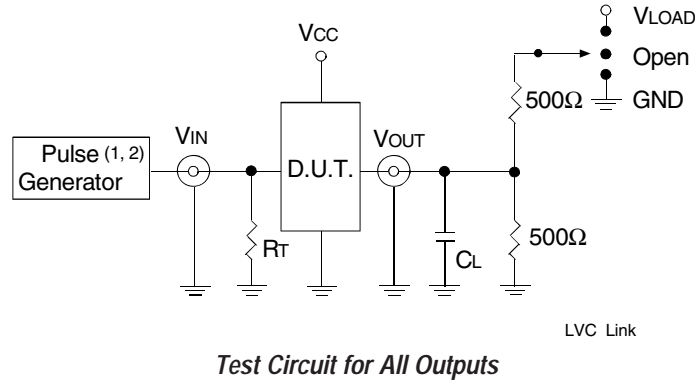 VLOAD
VCC
Open
500Ω
GND
VIN
VOUT
Pulse (1, 2)
Generator
D.U.T.
RT
CL
500Ω
LVC Link
Test Circuit for All Outputs